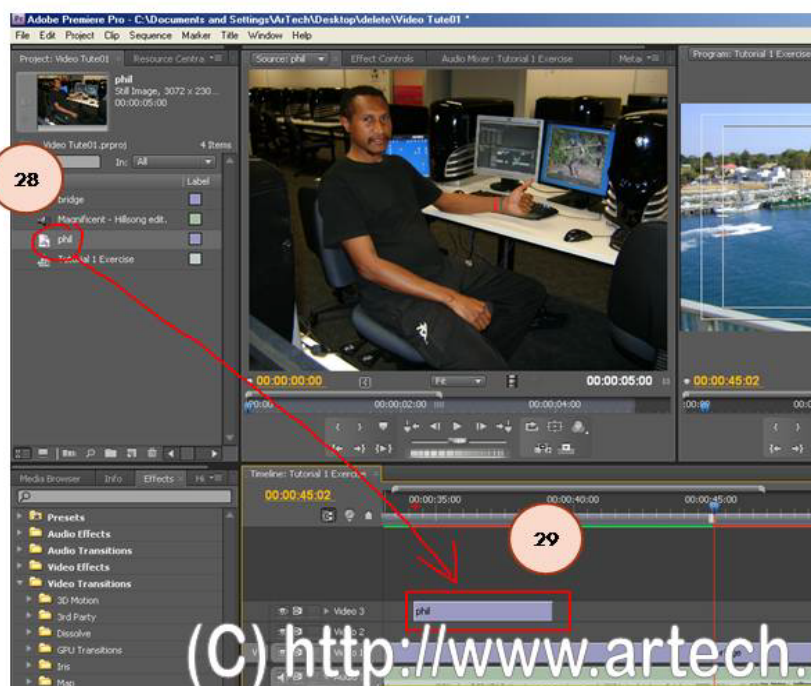 Adobe Premiere Pro - C:\Documents and Settings\ArTech\Desktop\delete\Video Tute01 *
File Edit Project Clip Sequence Marker Title Window Help
Project: Video Tute01 Resource Centra
Source: phil Effect Controls Audio Mixer: Tutorial 1 Exercise Meta
Program: Tutorial 1 Exercise
phil
Still Image, 3072 x 230...
00:00:05:00
Video Tute01.prproj 4 Items
28
In: All
Label
bridge
Magnificent - Hillsong edit.
phil
Tutorial 1 Exercise
00:00:00:00 Fit 00:00:05:00
00:00:45:02
00:00:02:00 00:00:04:00
Media Browser Info Effects
Presets
Audio Effects
Audio Transitions
Video Effects
Video Transitions
3D Motion
3rd Party
Dissolve
GPU Transitions
Iris
Map
Timeline: Tutorial 1 Exercise
00:00:45:02
00:00:35:00 00:00:40:00 00:00:45:00
29
Video 3 phil
Video 2
(C) http://www.artech.